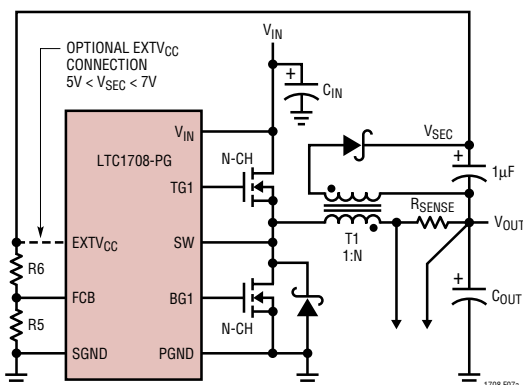 OPTIONAL EXTVCC
CONNECTION
5V < VSEC < 7V
VIN
+
CIN
VIN
LTC1708-PG
N-CH
TG1
VSEC
+
1µF
RSENSE
VOUT
T1
1:N
EXTVCC
SW
R6
FCB
BG1
+
COUT
R5
N-CH
SGND
PGND
1708 F07a